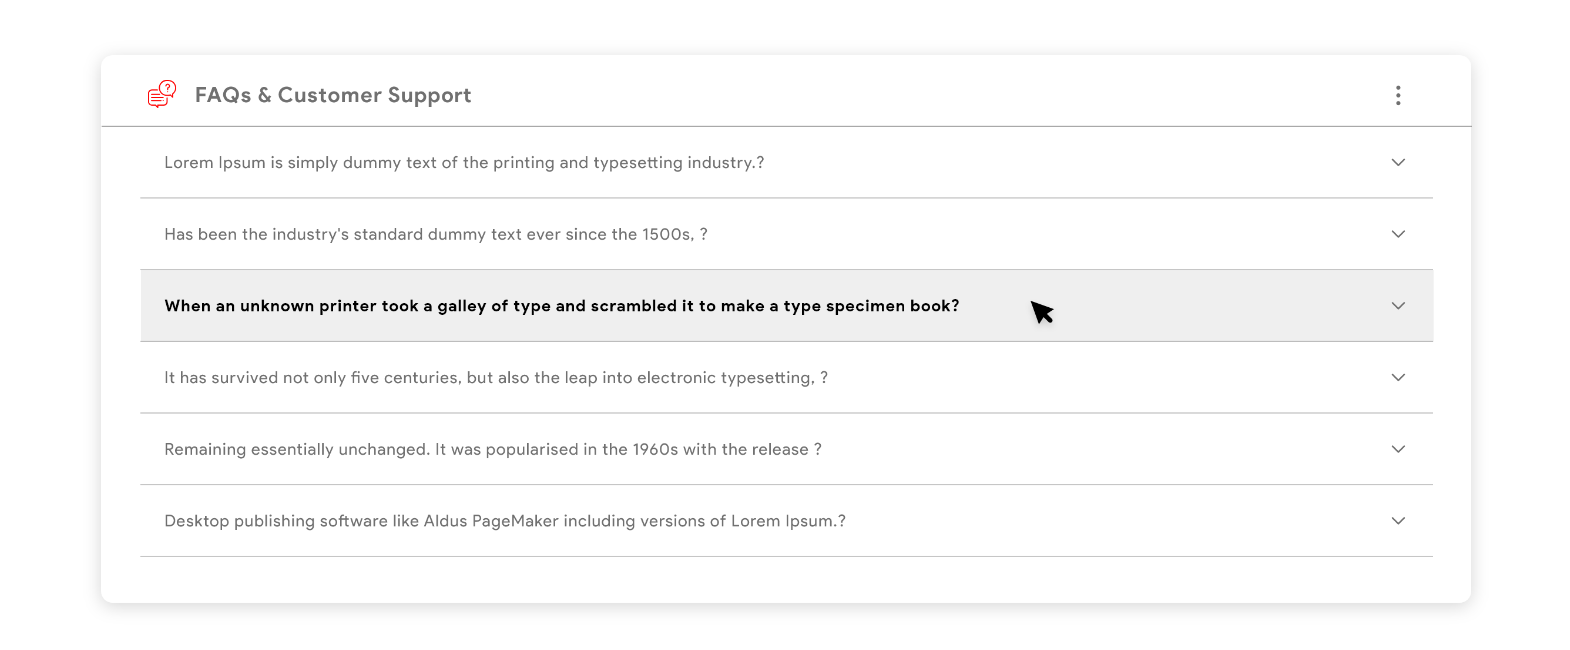 FAQs & Customer Support
Lorem Ipsum is simply dummy text of the printing and typesetting industry.?
Has been the industry's standard dummy text ever since the 1500s, ?
When an unknown printer took a galley of type and scrambled it to make a type specimen book?
It has survived not only five centuries, but also the leap into electronic typesetting, ?
Remaining essentially unchanged. It was popularised in the 1960s with the release ?
Desktop publishing software like Aldus PageMaker including versions of Lorem Ipsum.?